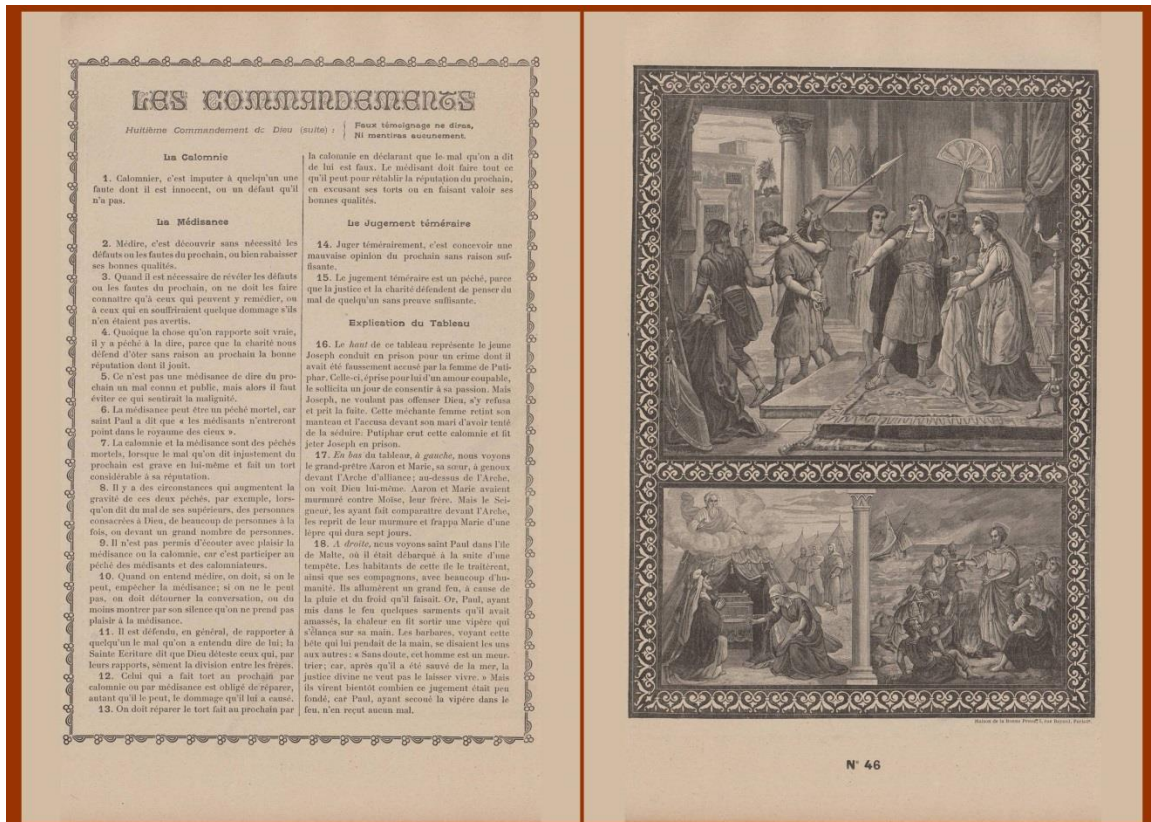 LES COMMANDEMENTS
Huitième Commandement de Dieu (suite) :
Faux témoignage ne diras,
Ni mentiras aucunement.
La Calomnie
1. Calomnier, c'est imputer à quelqu'un une
faute dont il est innocent, ou un défaut qu'il
n'a pas.
La Médisance
2. Médire, c'est découvrir sans nécessité les
défauts ou les fautes du prochain, ou bien rabaisser
ses bonnes qualités.
3. Quand il est nécessaire de révéler les défauts
ou les fautes du prochain, on ne doit les faire
connaître qu'à ceux qui peuvent y remédier, ou
à ceux qui en souffriraient quelque dommage s'ils
n'en étaient pas avertis.
4. Quoique la chose qu'on rapporte soit vraie,
il y a péché à la dire, parce que la charité nous
défend d'ôter sans raison au prochain la bonne
réputation dont il jouit.
5. Ce n'est pas une médisance de dire du pro-
chain un mal connu et public, mais alors il faut
éviter ce qui sentirait la malignité.
6. La médisance peut être un péché mortel, car
saint Paul a dit que « les médisants n'entreront
point dans le royaume des cieux ».
7. La calomnie et la médisance sont des péchés
mortels, lorsque le mal qu'on dit injustement du
prochain est grave en lui-même et fait un tort
considérable à sa réputation.
8. Il y a des circonstances qui augmentent la
gravité de ces deux péchés, par exemple, lors-
qu'on dit du mal de ses supérieurs, des personnes
consacrées à Dieu, de beaucoup de personnes à la
fois, ou devant un grand nombre de personnes.
9. Il n'est pas permis d'écouter avec plaisir la
médisance ou la calomnie, car c'est participer au
péché des médisants et des calomniateurs.
10. Quand on entend médire, on doit, si on le
peut, empêcher la médisance; si on ne le peut
pas, on doit détourner la conversation, ou du
moins montrer par son silence qu'on ne prend pas
plaisir à la médisance.
11. Il est défendu, en général, de rapporter à
quelqu'un le mal qu'on a entendu dire de lui; la
Sainte Ecriture dit que Dieu déteste ceux qui, par
leurs rapports, sèment la division entre les frères.
12. Celui qui a fait tort au prochain par
calomnie ou par médisance est obligé de réparer,
autant qu'il le peut, le dommage qu'il lui a causé.
13. On doit réparer le tort fait au prochain par
la calomnie en déclarant que le mal qu'on a dit
de lui est faux. Le médisant doit faire tout ce
qu'il peut pour rétablir la réputation du prochain,
en excusant ses torts ou en faisant valoir ses
bonnes qualités.
Le Jugement téméraire
14. Juger témérairement, c'est concevoir une
mauvaise opinion du prochain sans raison suf-
fisante.
15. Le jugement téméraire est un péché, parce
que la justice et la charité défendent de penser du
mal de quelqu'un sans preuve suffisante.
Explication du Tableau
16. Le haut de ce tableau représente le jeune
Joseph conduit en prison pour un crime dont il
avait été faussement accusé par la femme de Puti-
phar. Celle-ci, éprise pour lui d'un amour coupable,
le sollicita un jour de consentir à sa passion. Mais
Joseph, ne voulant pas offenser Dieu, s'y refusa
et prit la fuite. Cette méchante femme retint son
manteau et l'accusa devant son mari d'avoir tenté
de la séduire. Putiphar crut cette calomnie et fit
jeter Joseph en prison.
17. En bas du tableau, à gauche, nous voyons
le grand-prêtre Aaron et Marie, sa sœur, à genoux
devant l'Arche d'alliance; au-dessus de l'Arche,
on voit Dieu lui-même. Aaron et Marie avaient
murmuré contre Moïse, leur frère. Mais le Sei-
gneur, les ayant fait comparaître devant l'Arche,
les reprit de leur murmure et frappa Marie d'une
lèpre qui dura sept jours.
18. A droite, nous voyons saint Paul dans l'île
de Malte, où il était débarqué à la suite d'une
tempête. Les habitants de cette île le traitèrent,
ainsi que ses compagnons, avec beaucoup d'hu-
manité. Ils allumèrent un grand feu, à cause de
la pluie et du froid qu'il faisait. Or, Paul, ayant
mis dans le feu quelques sarments qu'il avait
amassés, la chaleur en fit sortir une vipère qui
s'élança sur sa main. Les barbares, voyant cette
bête qui lui pendait de la main, se disaient les uns
aux autres : « Sans doute, cet homme est un meur-
trier; car, après qu'il a été sauvé de la mer, la
justice divine ne veut pas le laisser vivre. » Mais
ils virent bientôt combien ce jugement était peu
fondé, car Paul, ayant secoué la vipère dans le
feu, n'en reçut aucun mal.
Maison de la Bonne Presse, 5, rue Bayard, Paris
N° 46